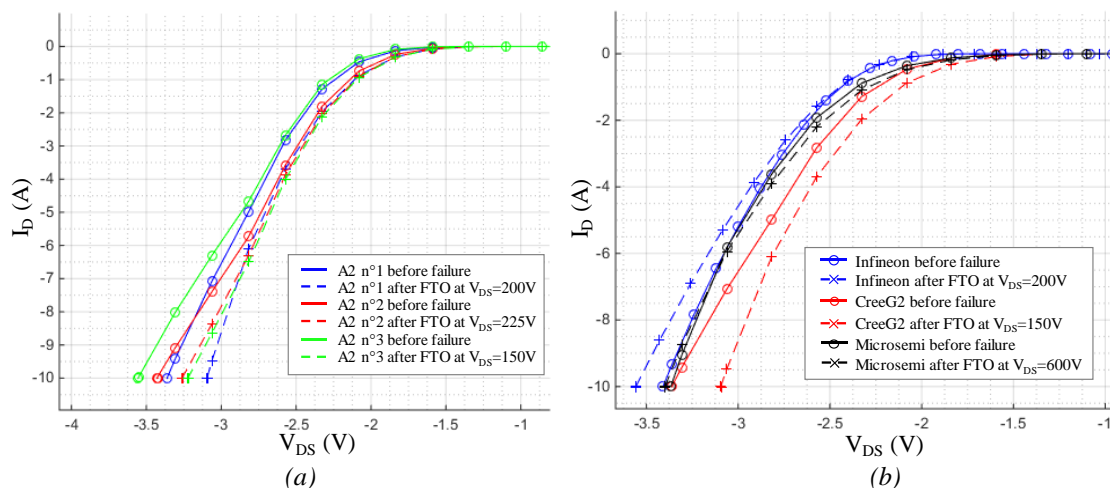 0
-1
-2
-3
-4
-5
-6
-7
-8
-9
-10
I_D (A)
A2 n°1 before failure
A2 n°1 after FTO at V_DS=200V
A2 n°2 before failure
A2 n°2 after FTO at V_DS=225V
A2 n°3 before failure
A2 n°3 after FTO at V_DS=150V
-4 -3.5 -3 -2.5 -2 -1.5 -1
V_DS (V)
(a)
0
-2
-4
-6
-8
-10
I_D (A)
Infineon before failure
Infineon after FTO at V_DS=200V
CreeG2 before failure
CreeG2 after FTO at V_DS=150V
Microsemi before failure
Microsemi after FTO at V_DS=600V
-3.5 -3 -2.5 -2 -1.5 -1
V_DS (V)
(b)